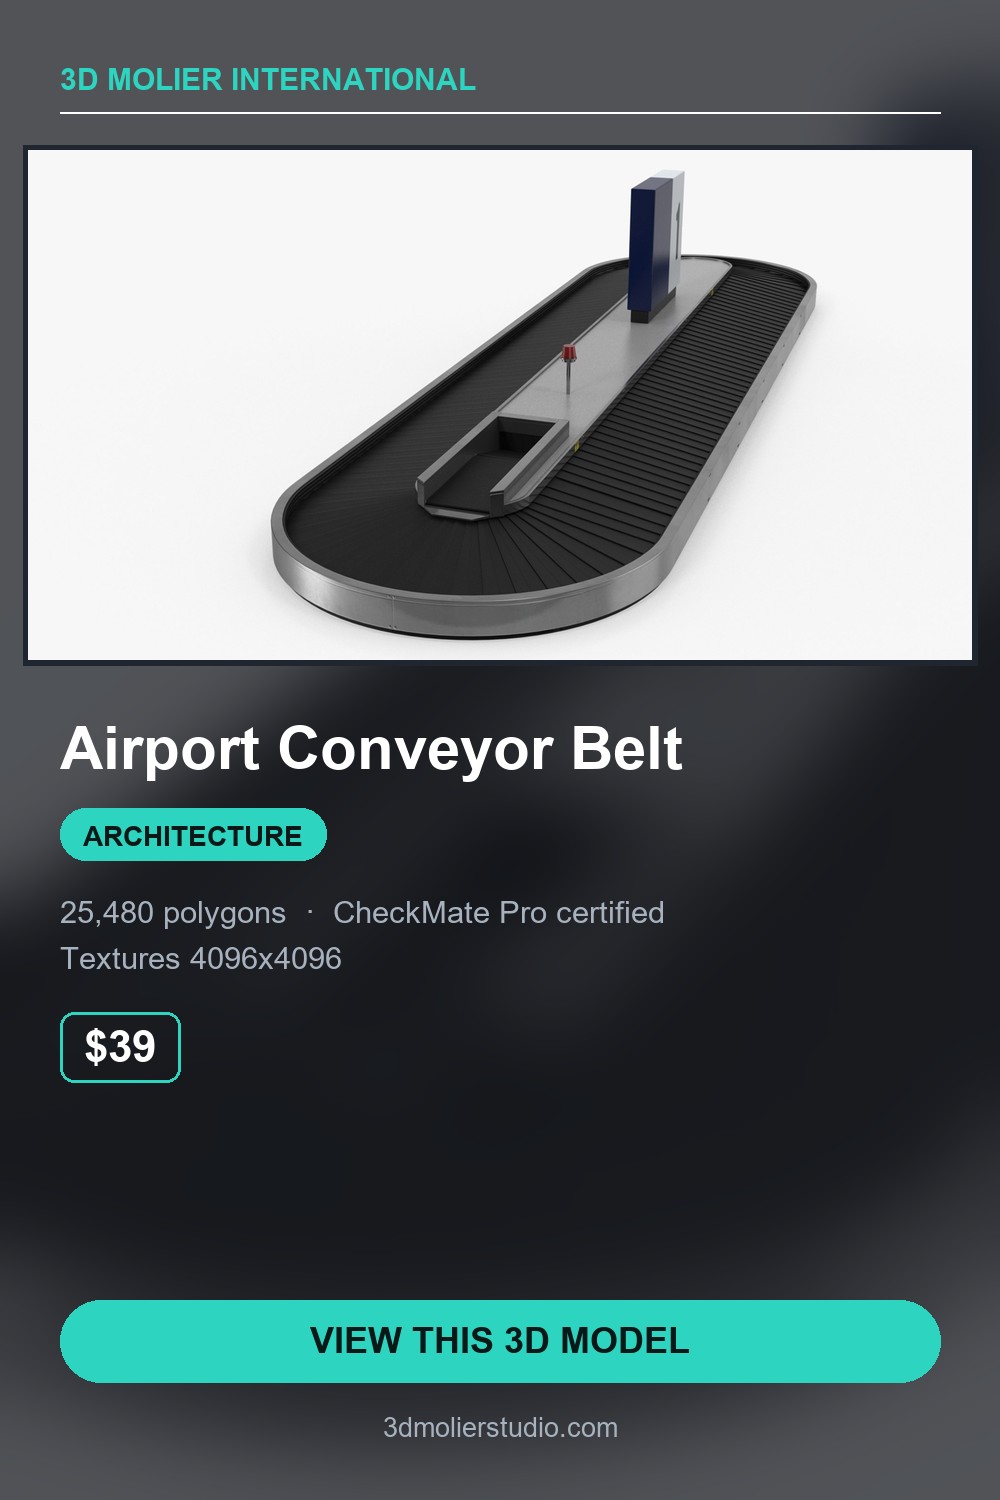 3D MOLIER INTERNATIONAL
1
Airport Conveyor Belt
ARCHITECTURE
25,480 polygons · CheckMate Pro certified
Textures 4096x4096
$39
VIEW THIS 3D MODEL
3dmolierstudio.com